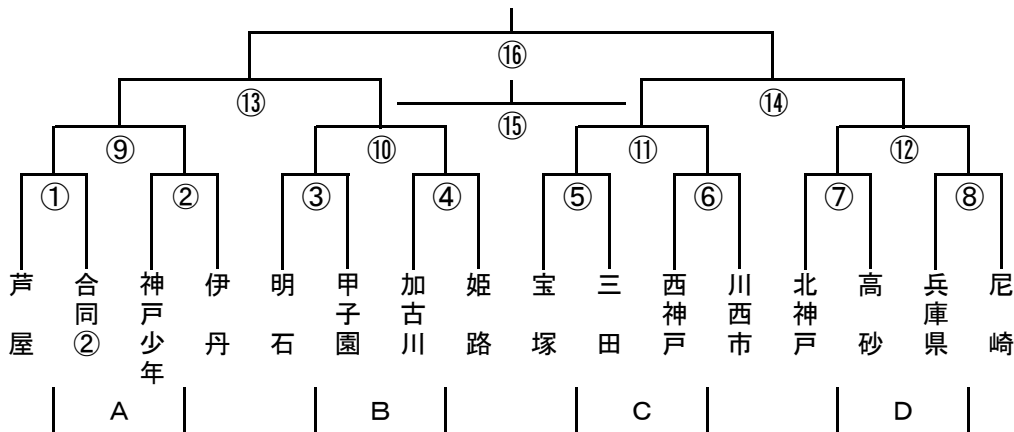 ⑯
⑬
⑭
⑮
⑨
⑩
⑪
⑫
①
②
③
④
⑤
⑥
⑦
⑧
芦屋
合同②
神戸少年
伊丹
明石
甲子園
加古川
姫路
宝塚
三田
西神戸
川西市
北神戸
高砂
兵庫県
尼崎
A
B
C
D